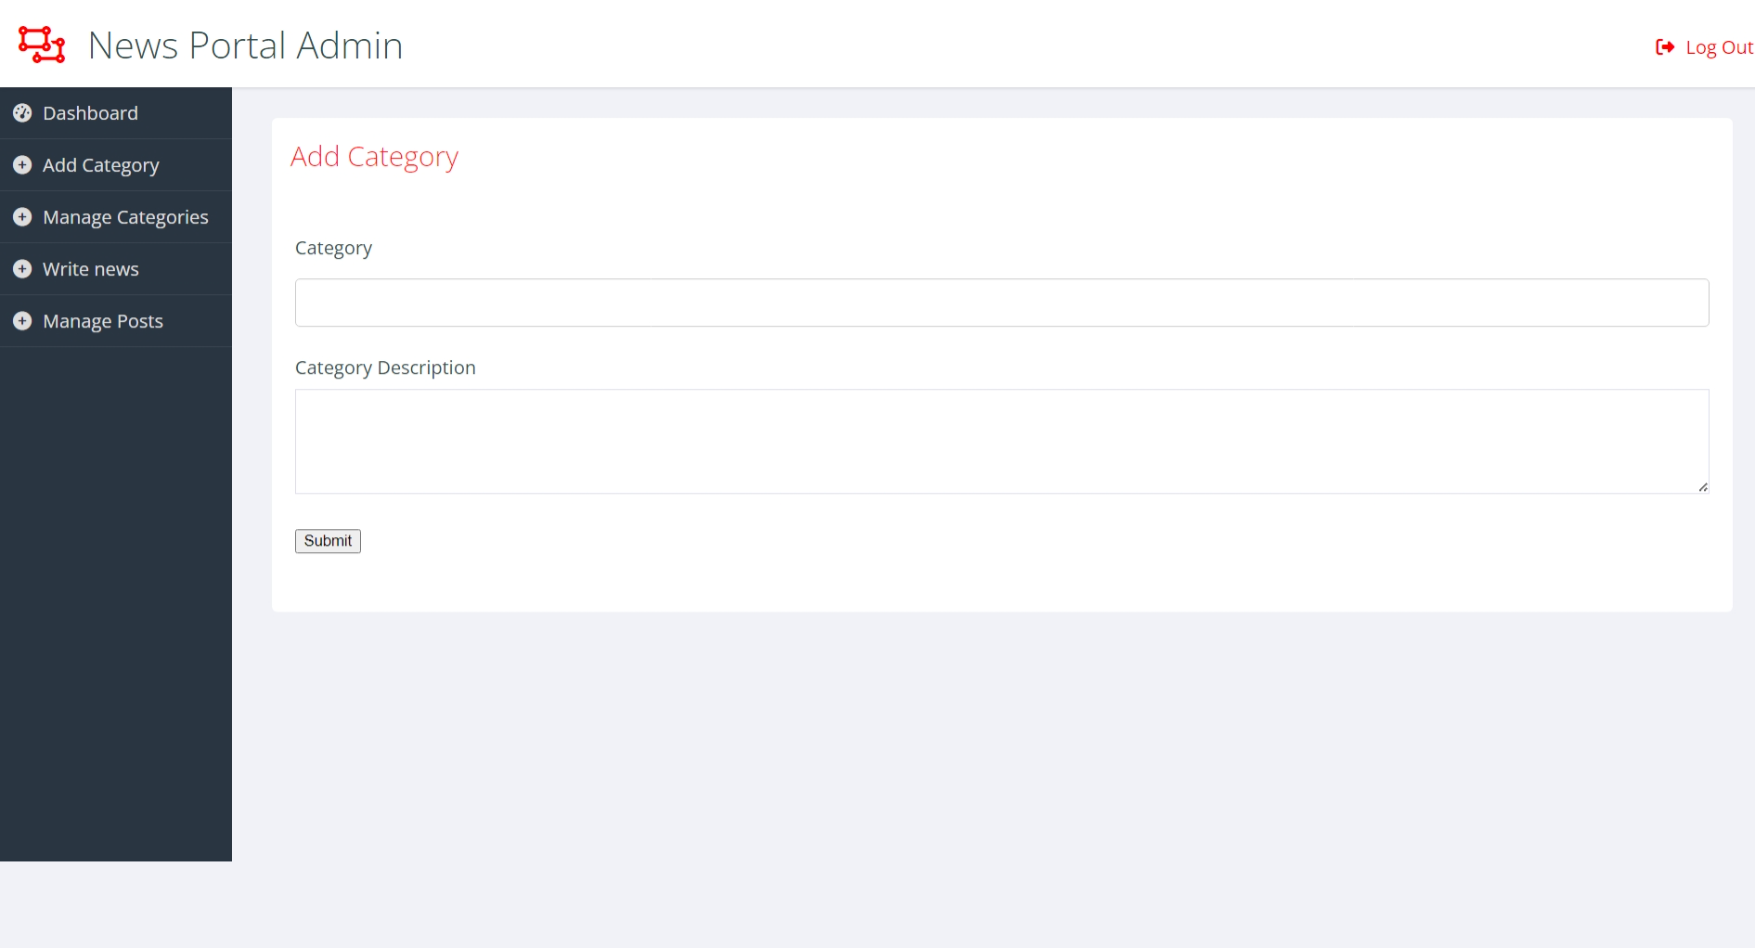 News Portal Admin
Log Out
Dashboard
Add Category
Manage Categories
Write news
Manage Posts
Add Category
Category
Category Description
Submit